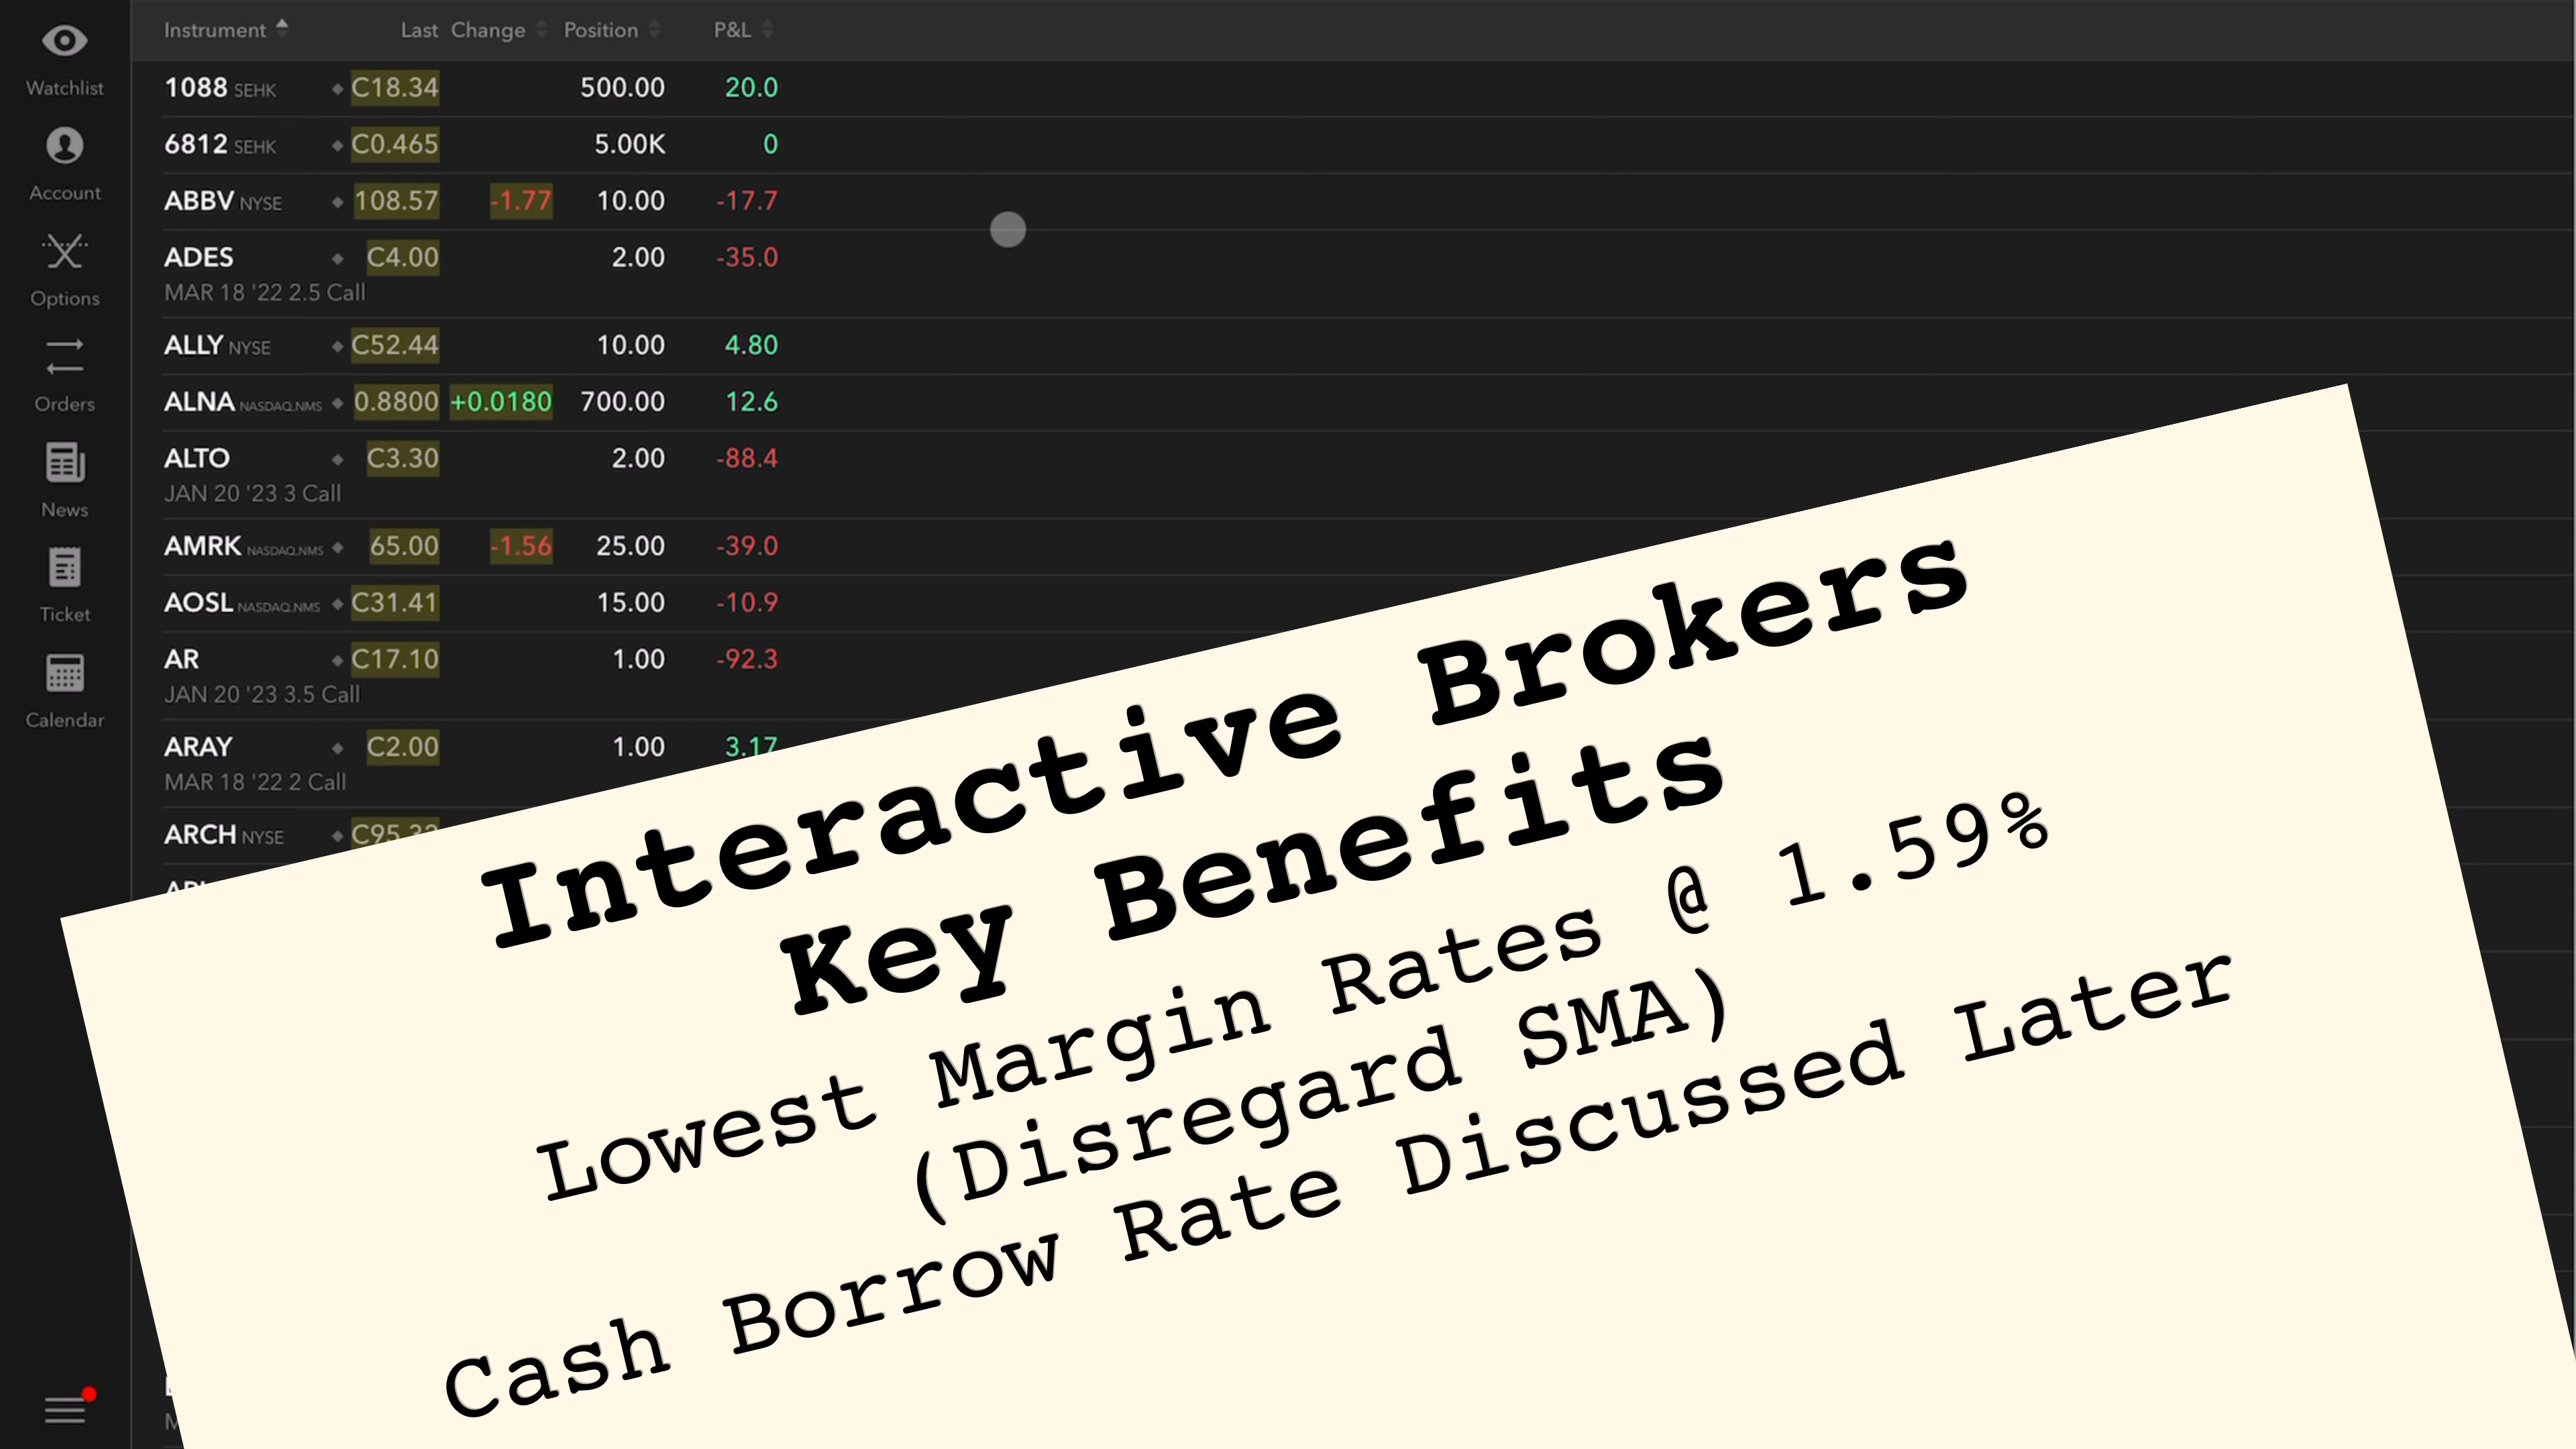 Instrument Last Change Position P&L
Watchlist
Account
Options
Orders
News
Ticket
Calendar
1088 SEHK C18.34 500.00 20.0
6812 SEHK C0.465 5.00K 0
ABBV NYSE 108.57 -1.77 10.00 -17.7
ADES C4.00 2.00 -35.0
MAR 18 '22 2.5 Call
ALLY NYSE C52.44 10.00 4.80
ALNA NASDAQ.NMS 0.8800 +0.0180 700.00 12.6
ALTO C3.30 2.00 -88.4
JAN 20 '23 3 Call
AMRK NASDAQ.NMS 65.00 -1.56 25.00 -39.0
AOSL NASDAQ.NMS C31.41 15.00 -10.9
AR C17.10 1.00 -92.3
JAN 20 '23 3.5 Call
ARAY C2.00 1.00 3.17
MAR 18 '22 2 Call
ARCH NYSE
Interactive Brokers
Key Benefits
Lowest Margin Rates @ 1.59%
(Disregard SMA)
Cash Borrow Rate Discussed Later